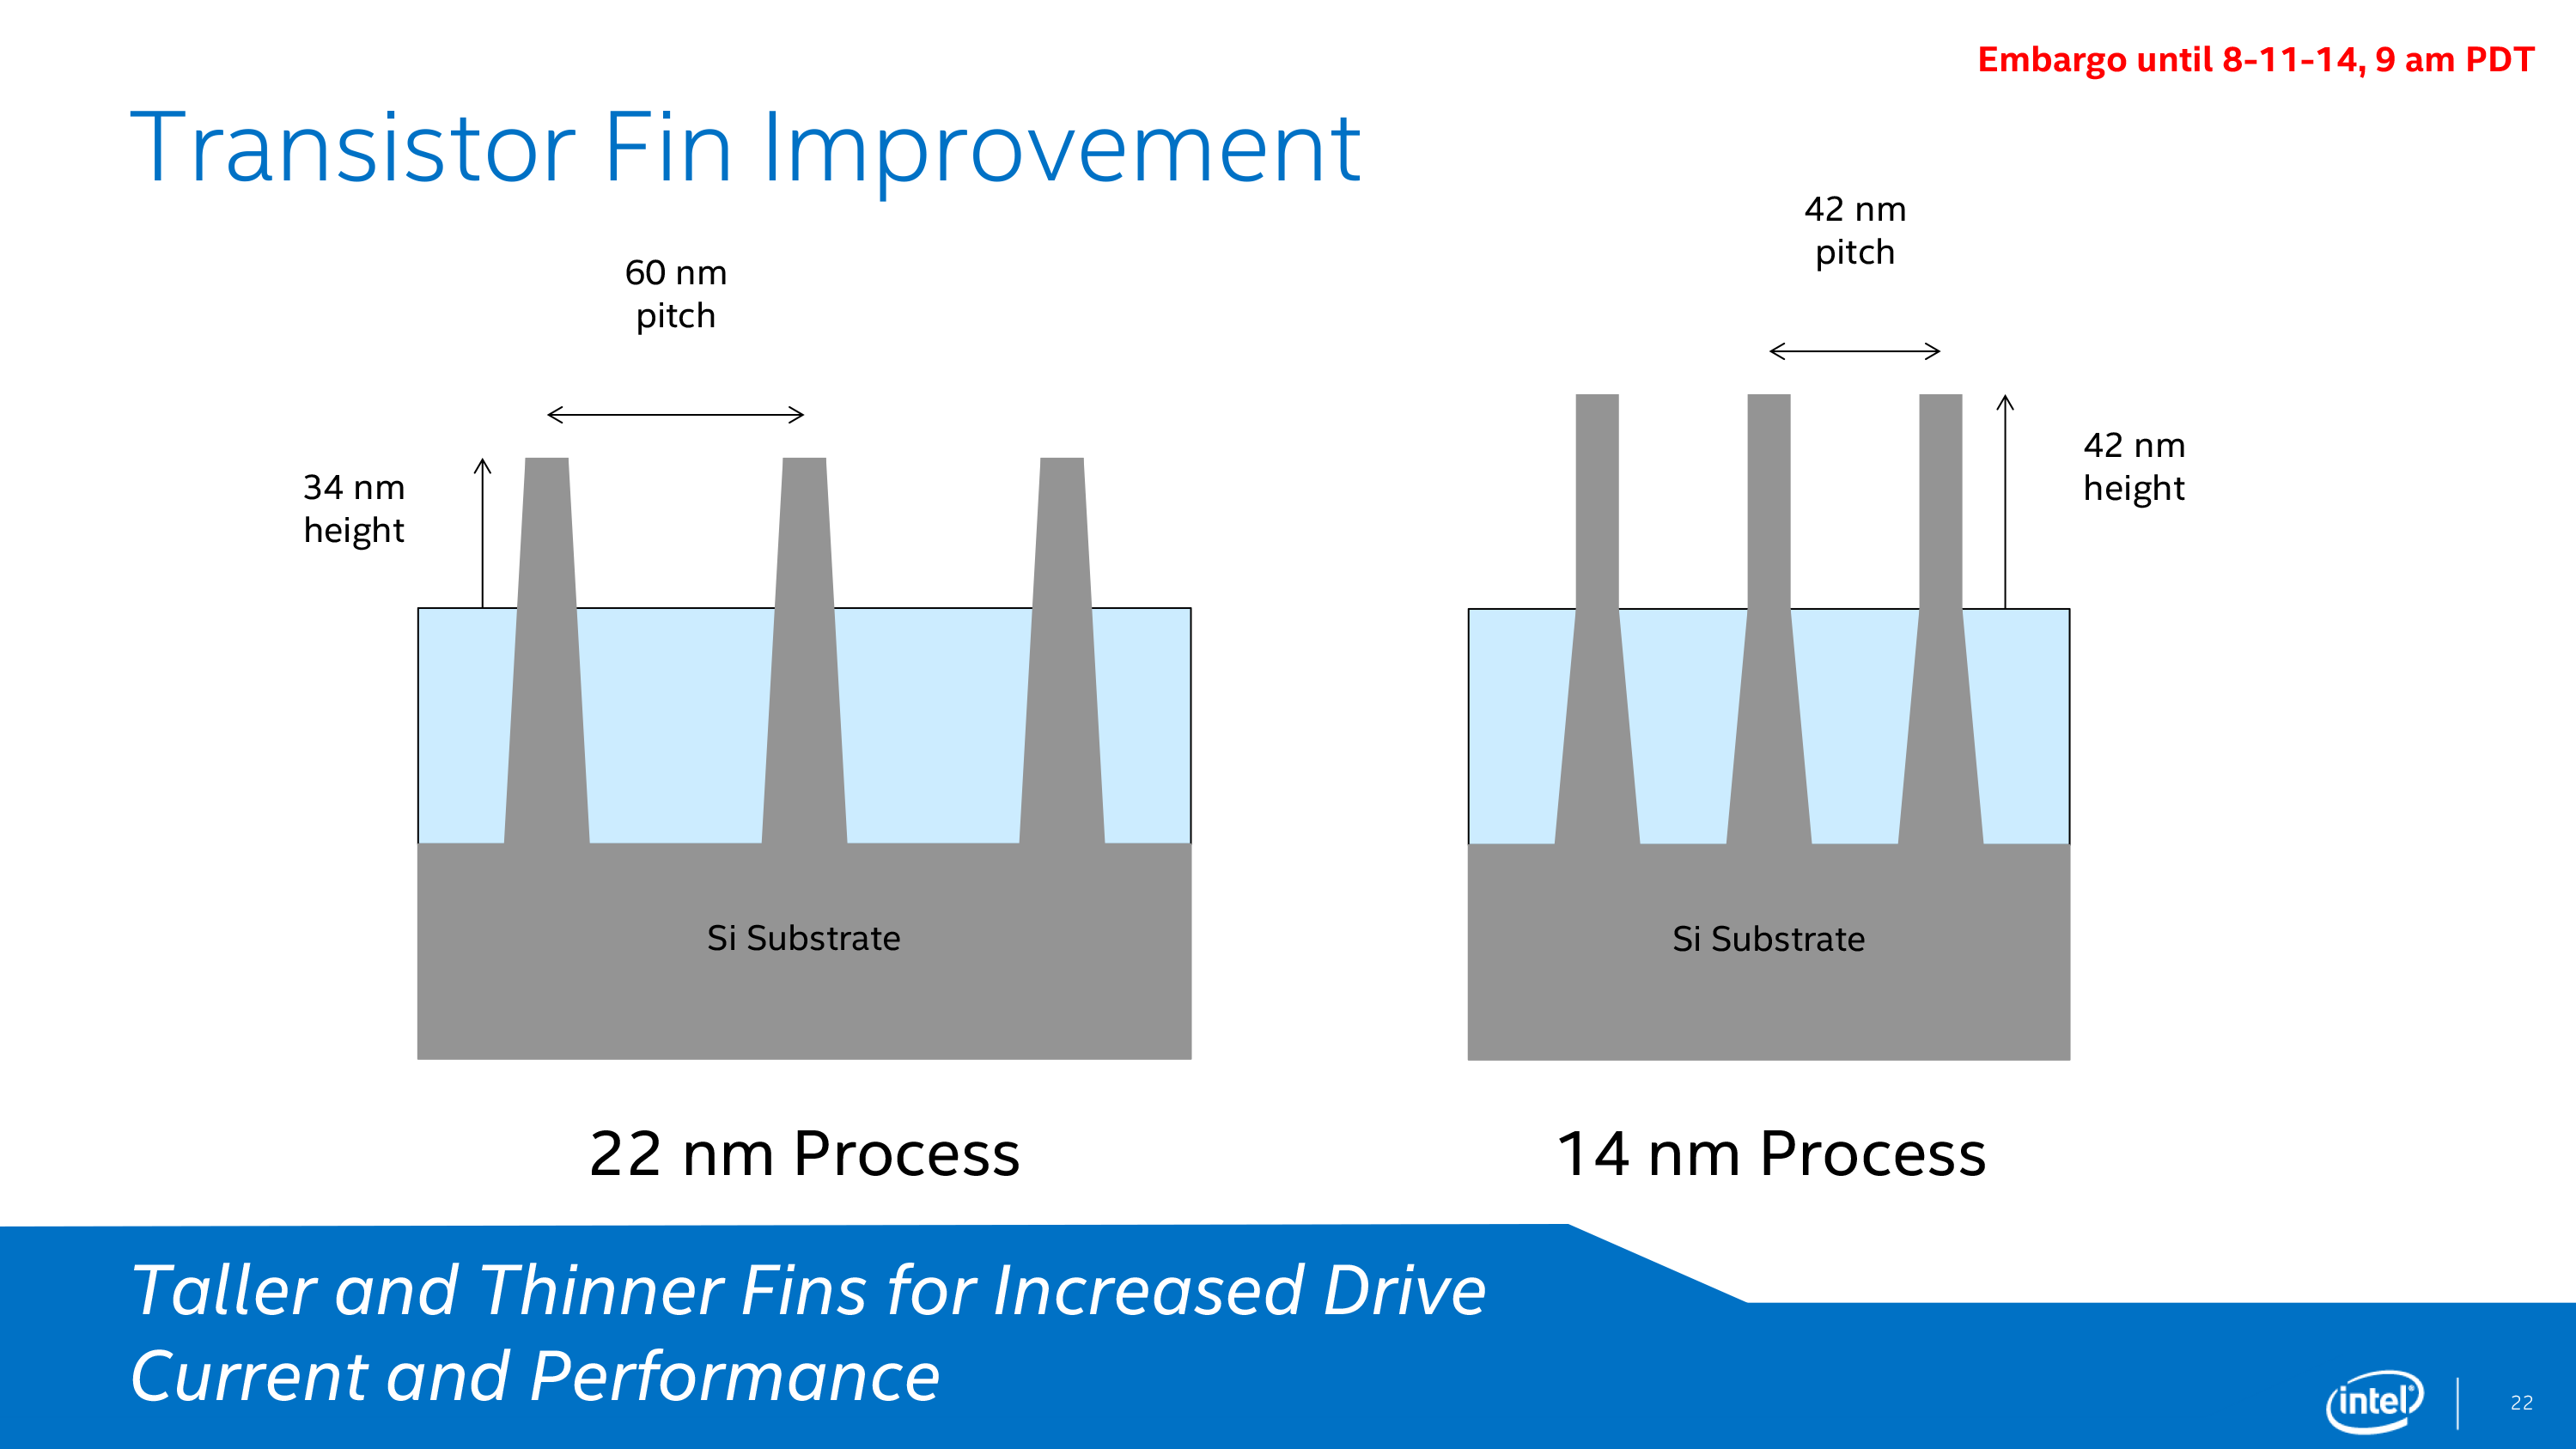 Embargo until 8-11-14, 9 am PDT
Transistor Fin Improvement
60 nm
pitch
34 nm
height
Si Substrate
22 nm Process
42 nm
pitch
42 nm
height
Si Substrate
14 nm Process
Taller and Thinner Fins for Increased Drive
Current and Performance
intel®
22